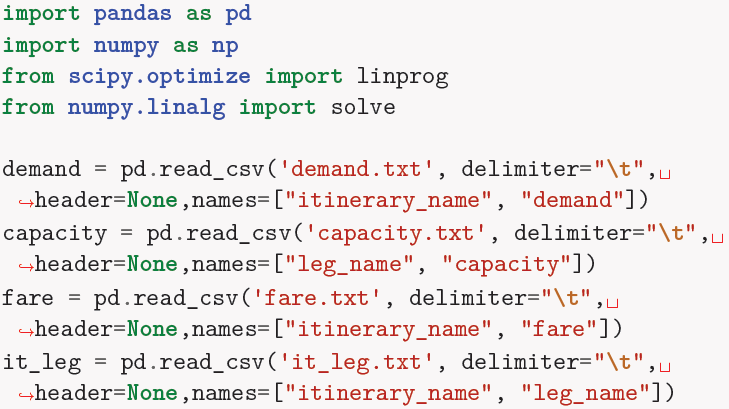 import pandas as pd
import numpy as np
from scipy.optimize import linprog
from numpy.linalg import solve
demand = pd.read_csv('demand.txt', delimiter="\t",␣
↪header=None,names=["itinerary_name", "demand"])
capacity = pd.read_csv('capacity.txt', delimiter="\t",␣
↪header=None,names=["leg_name", "capacity"])
fare = pd.read_csv('fare.txt', delimiter="\t",␣
↪header=None,names=["itinerary_name", "fare"])
it_leg = pd.read_csv('it_leg.txt', delimiter="\t",␣
↪header=None,names=["itinerary_name", "leg_name"])